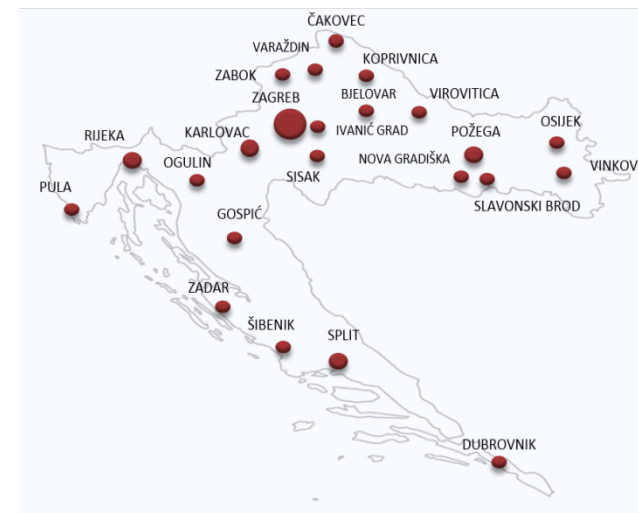 ČAKOVEC
VARAŽDIN
KOPRIVNICA
ZABOK
ZAGREB
BJELOVAR
VIROVITICA
IVANIĆ GRAD
OSIJEK
POŽEGA
RIJEKA
KARLOVAC
OGULIN
SISAK
NOVA GRADIŠKA
VINKOV
PULA
SLAVONSKI BROD
GOSPIĆ
ZADAR
ŠIBENIK
SPLIT
DUBROVNIK